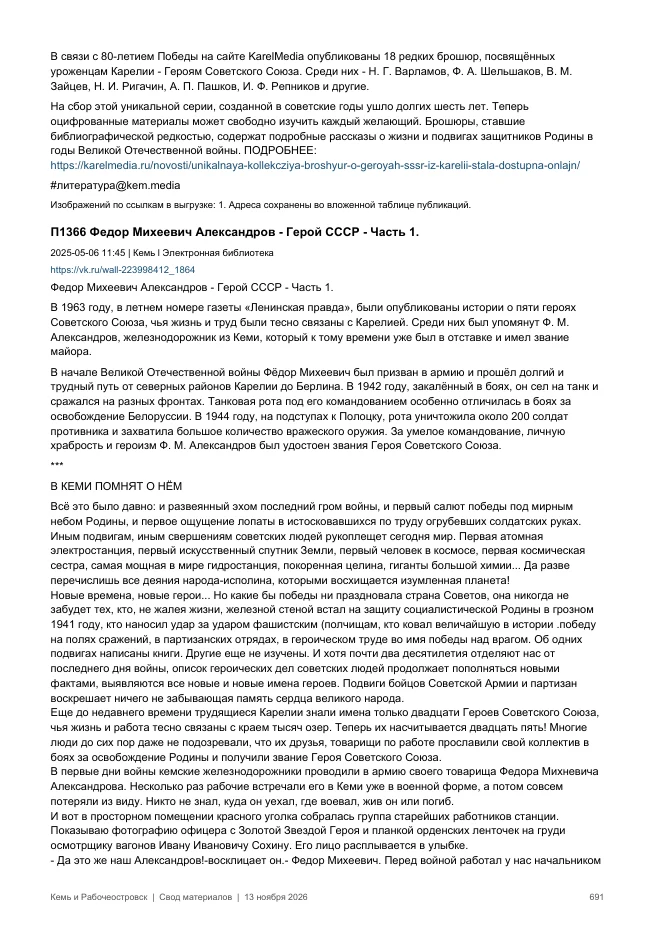 В связи с 80-летием Победы на сайте KarelMedia опубликованы 18 редких брошюр, посвящённых
уроженцам Карелии - Героям Советского Союза. Среди них - Н. Г. Варламов, Ф. А. Шельшаков, В. М.
Зайцев, Н. И. Ригачин, А. П. Пашков, И. Ф. Репников и другие.
На сбор этой уникальной серии, созданной в советские годы ушло долгих шесть лет. Теперь
оцифрованные материалы может свободно изучить каждый желающий. Брошюры, ставшие
библиографической редкостью, содержат подробные рассказы о жизни и подвигах защитников Родины в
годы Великой Отечественной войны. ПОДРОБНЕЕ:
https://karelmedia.ru/novosti/unikalnaya-kollekcziya-broshyur-o-geroyah-sssr-iz-karelii-stala-dostupna-onlajn/
#литература@kem.media
Изображений по ссылкам в выгрузке: 1. Адреса сохранены во вложенной таблице публикаций.
П1366 Федор Михеевич Александров - Герой СССР - Часть 1.
2025-05-06 11:45 | Кемь l Электронная библиотека
https://vk.ru/wall-223998412_1864
Федор Михеевич Александров - Герой СССР - Часть 1.
В 1963 году, в летнем номере газеты «Ленинская правда», были опубликованы истории о пяти героях
Советского Союза, чья жизнь и труд были тесно связаны с Карелией. Среди них был упомянут Ф. М.
Александров, железнодорожник из Кеми, который к тому времени уже был в отставке и имел звание
майора.
В начале Великой Отечественной войны Фёдор Михеевич был призван в армию и прошёл долгий и
трудный путь от северных районов Карелии до Берлина. В 1942 году, закалённый в боях, он сел на танк и
сражался на разных фронтах. Танковая рота под его командованием особенно отличилась в боях за
освобождение Белоруссии. В 1944 году, на подступах к Полоцку, рота уничтожила около 200 солдат
противника и захватила большое количество вражеского оружия. За умелое командование, личную
храбрость и героизм Ф. М. Александров был удостоен звания Героя Советского Союза.
***
В КЕМИ ПОМНЯТ О НЁМ
Всё это было давно: и развеянный эхом последний гром войны, и первый салют победы под мирным
небом Родины, и первое ощущение лопаты в истосковавшихся по труду огрубевших солдатских руках.
Иным подвигам, иным свершениям советских людей рукоплещет сегодня мир. Первая атомная
электростанция, первый искусственный спутник Земли, первый человек в космосе, первая космическая
сестра, самая мощная в мире гидростанция, покоренная целина, гиганты большой химии... Да разве
перечислишь все деяния народа-исполина, которыми восхищается изумленная планета!
Новые времена, новые герои... Но какие бы победы ни праздновала страна Советов, она никогда не
забудет тех, кто, не жалея жизни, железной стеной встал на защиту социалистической Родины в грозном
1941 году, кто наносил удар за ударом фашистским (полчищам, кто ковал величайшую в истории .победу
на полях сражений, в партизанских отрядах, в героическом труде во имя победы над врагом. Об одних
подвигах написаны книги. Другие еще не изучены. И хотя почти два десятилетия отделяют нас от
последнего дня войны, список героических дел советских людей продолжает пополняться новыми
фактами, выявляются все новые и новые имена героев. Подвиги бойцов Советской Армии и партизан
воскрешает ничего не забывающая память сердца великого народа.
Еще до недавнего времени трудящиеся Карелии знали имена только двадцати Героев Советского Союза,
чья жизнь и работа тесно связаны с краем тысяч озер. Теперь их насчитывается двадцать пять! Многие
люди до сих пор даже не подозревали, что их друзья, товарищи по работе прославили свой коллектив в
боях за освобождение Родины и получили звание Героя Советского Союза.
В первые дни войны кемские железнодорожники проводили в армию своего товарища Федора Михневича
Александрова. Несколько раз рабочие встречали его в Кеми уже в военной форме, а потом совсем
потеряли из виду. Никто не знал, куда он уехал, где воевал, жив он или погиб.
И вот в просторном помещении красного уголка собралась группа старейших работников станции.
Показываю фотографию офицера с Золотой Звездой Героя и планкой орденских ленточек на груди
осмотрщику вагонов Ивану Ивановичу Сохину. Его лицо расплывается в улыбке.
- Да это же наш Александров!-восклицает он.- Федор Михеевич. Перед войной работал у нас начальником
Кемь и Рабочеостровск | Свод материалов | 13 ноября 2026
691